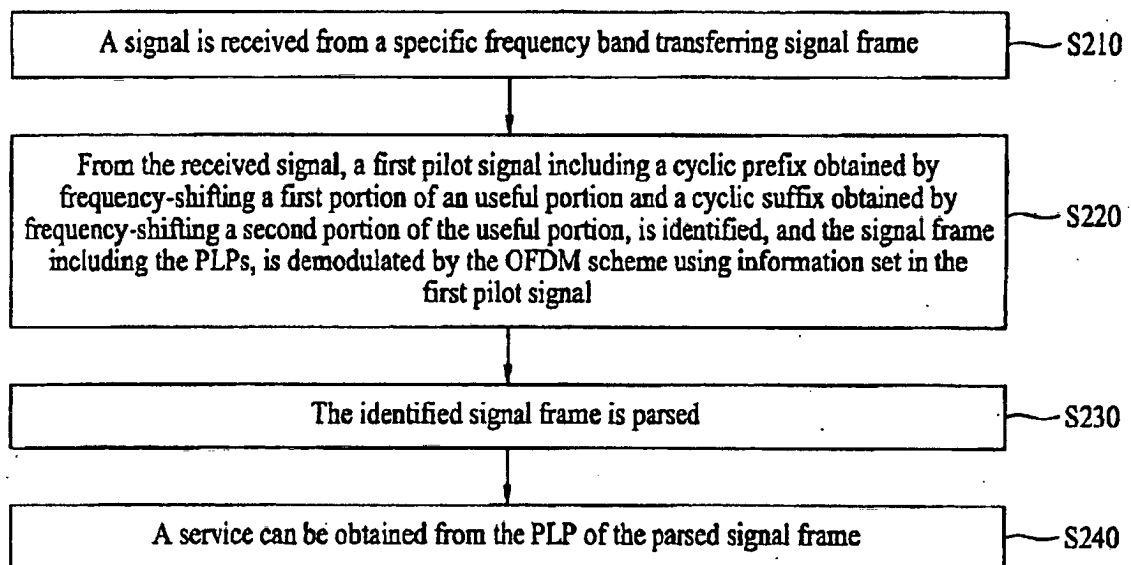 A signal is received from a specific frequency band transferring signal frame
S210
From the received signal, a first pilot signal including a cyclic prefix obtained by
frequency-shifting a first portion of an useful portion and a cyclic suffix obtained by
frequency-shifting a second portion of the useful portion, is identified, and the signal frame
including the PLPs, is demodulated by the OFDM scheme using information set in the
first pilot signal
S220
The identified signal frame is parsed
S230
A service can be obtained from the PLP of the parsed signal frame
S240